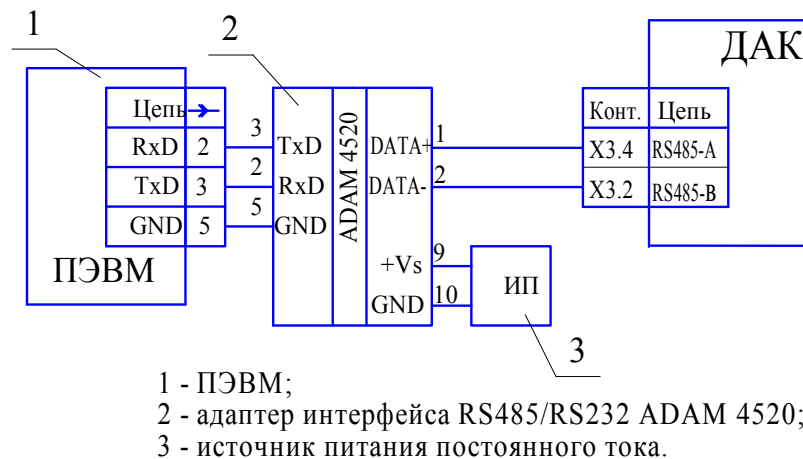 1
2
ДАК
ПЭВМ
Цепь
RxD 2
TxD 3
GND 5
3 TxD
2 RxD
5 GND
ADAM 4520
DATA+ 1
DATA- 2
+Vs 9
GND 10
ИП
3
Конт. Цепь
X3.4 RS485-A
X3.2 RS485-B
1 - ПЭВМ;
2 - адаптер интерфейса RS485/RS232 ADAM 4520;
3 - источник питания постоянного тока.